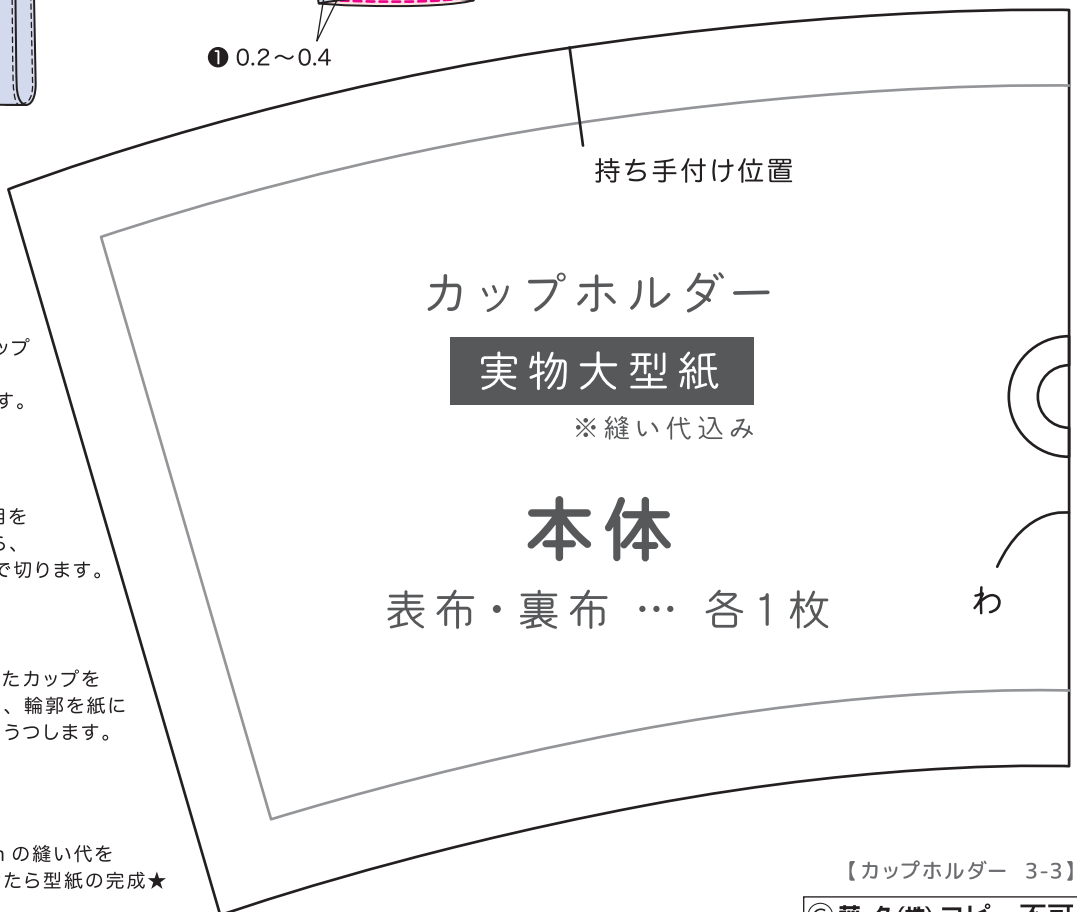 ❶ 0.2～0.4
持ち手付け位置
カップホルダー
実物大型紙
※縫い代込み
本体
表布・裏布 … 各1枚
わ
ップ
す。
を
ら、
で切ります。
たカップを
、輪郭を紙に
うつします。
の縫い代を
たら型紙の完成★
【カップホルダー 3-3】